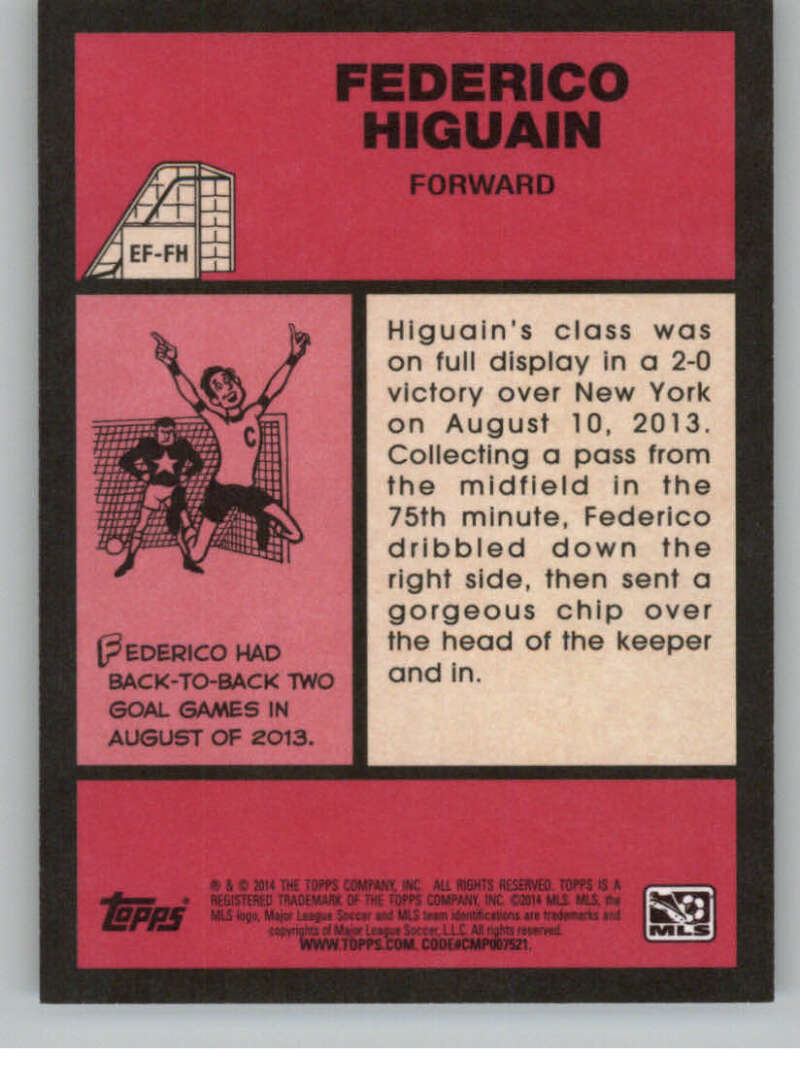 FEDERICO
HIGUAIN
FORWARD
EF-FH
C
FEDERICO HAD
BACK-TO-BACK TWO
GOAL GAMES IN
AUGUST OF 2013.
Higuain's class was
on full display in a 2-0
victory over New York
on August 10, 2013.
Collecting a pass from
the midfield in the
75th minute, Federico
dribbled down the
right side, then sent a
gorgeous chip over
the head of the keeper
and in.
Topps
® & © 2014 THE TOPPS COMPANY, INC. ALL RIGHTS RESERVED. TOPPS IS A
REGISTERED TRADEMARK OF THE TOPPS COMPANY, INC. ©2014 MLS. MLS, the
MLS logo, Major League Soccer and MLS team identifications are trademarks and
copyrights of Major League Soccer, L.L.C. All rights reserved.
WWW.TOPPS.COM. CODE#CMP007521.
MLS